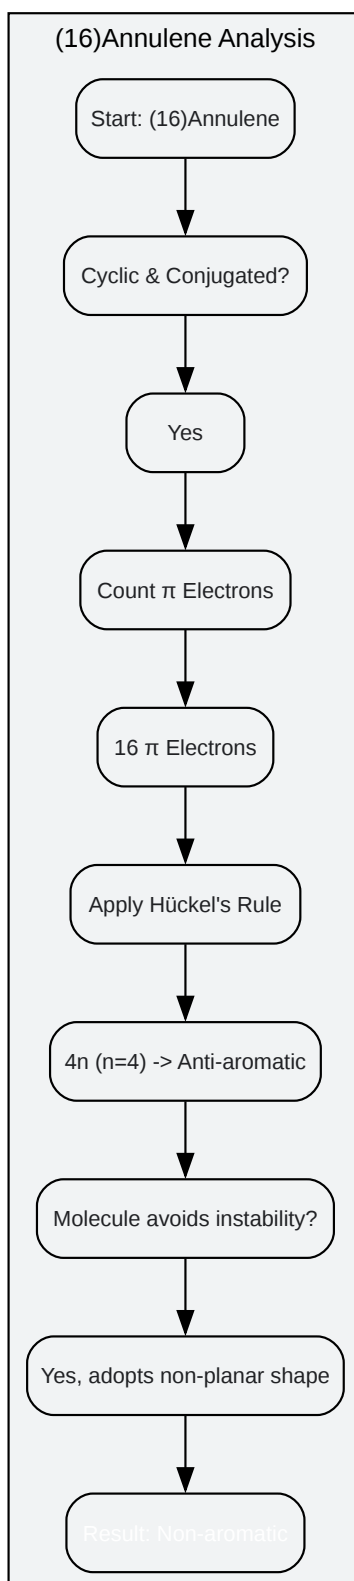 (16)Annulene Analysis
Start: (16)Annulene
Cyclic & Conjugated?
Yes
Count π Electrons
16 π Electrons
Apply Hückel's Rule
4n (n=4) -> Anti-aromatic
Molecule avoids instability?
Yes, adopts non-planar shape
Result: Non-aromatic